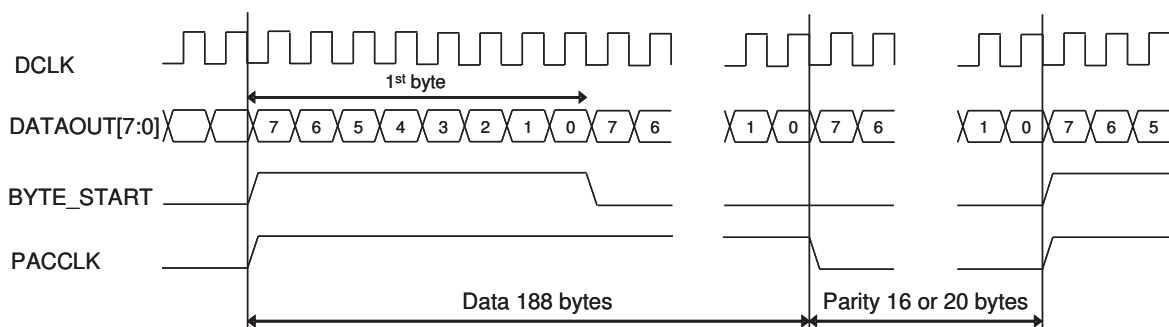 DCLK
1st byte
DATAOUT[7:0] 7 6 5 4 3 2 1 0 7 6 1 0 7 6 1 0 7 6 5
BYTE_START
PACCLK
Data 188 bytes Parity 16 or 20 bytes